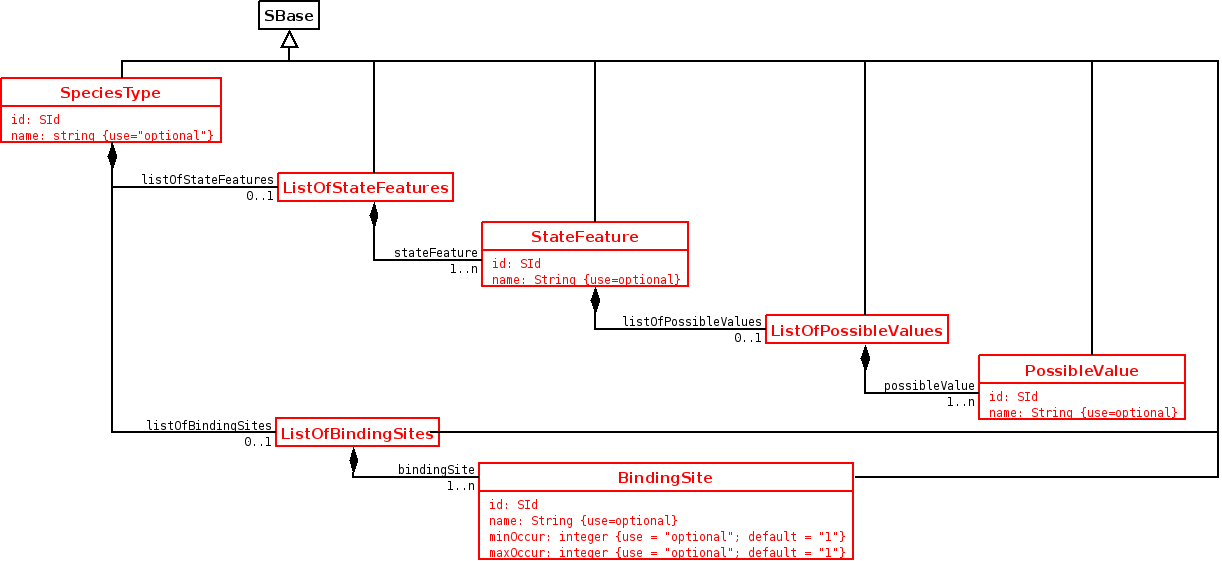 SBase
SpeciesType
id: SId
name: string {use="optional"}
listOfStateFeatures
0..1
ListOfStateFeatures
StateFeature
stateFeature
1..n
id: SId
name: String {use=optional}
listOfPossibleValues
0..1
ListOfPossibleValues
PossibleValue
possibleValue
1..n
id: SId
name: String {use=optional}
listOfBindingSites
0..1
ListOfBindingSites
bindingSite
1..n
BindingSite
id: SId
name: String {use=optional}
minOccur: integer {use = "optional"; default = "1"}
maxOccur: integer {use = "optional"; default = "1"}